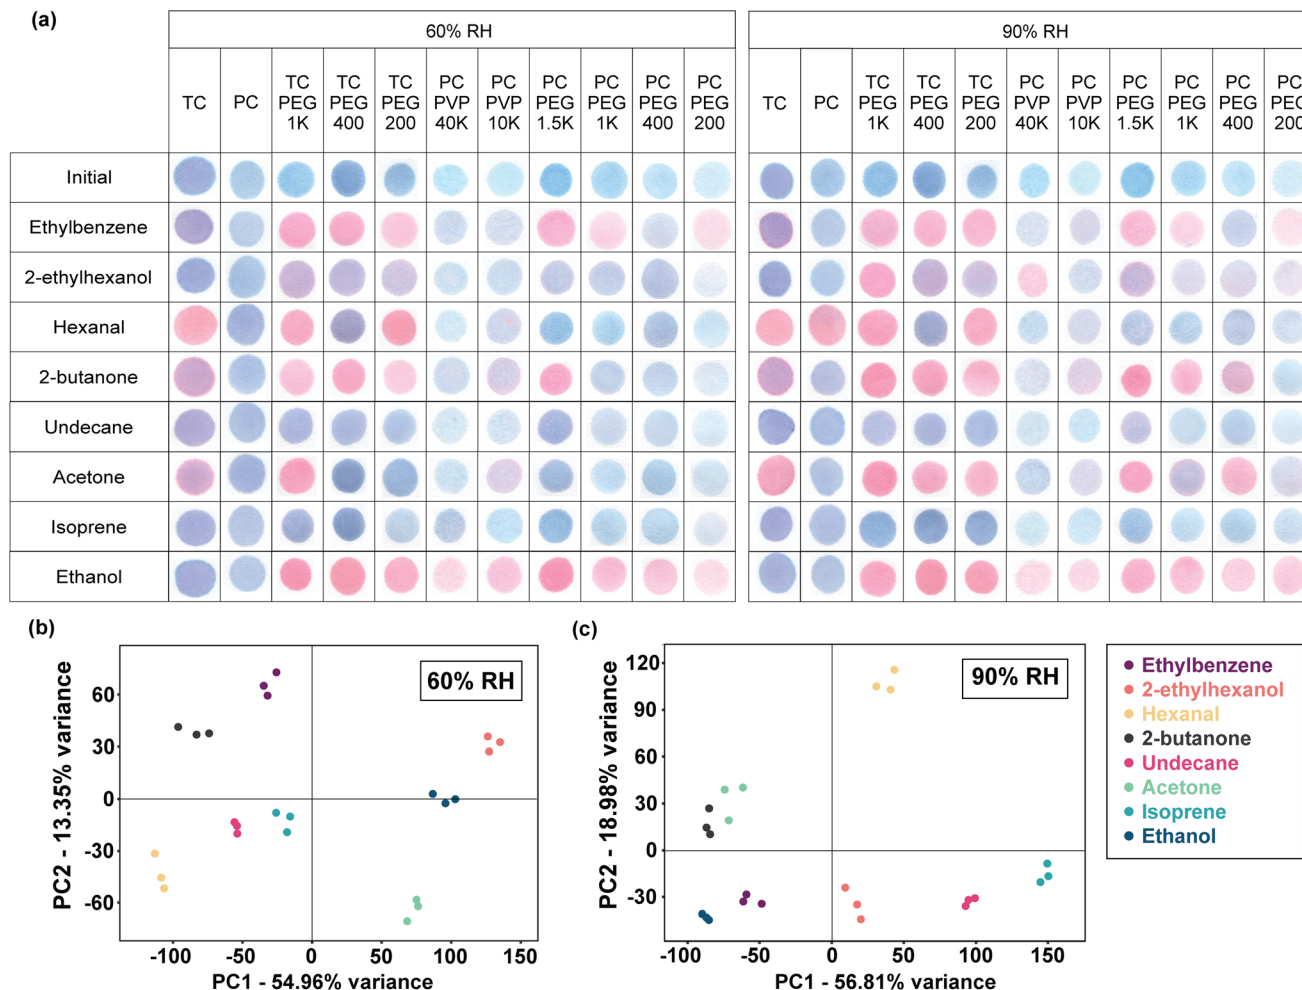 (a)
60% RH
90% RH
TC
PC
TC PEG 1K
TC PEG 400
TC PEG 200
PC PVP 40K
PC PVP 10K
PC PEG 1.5K
PC PEG 1K
PC PEG 400
PC PEG 200
TC
PC
TC PEG 1K
TC PEG 400
TC PEG 200
PC PVP 40K
PC PVP 10K
PC PEG 1.5K
PC PEG 1K
PC PEG 400
PC PEG 200
Initial
Ethylbenzene
2-ethylhexanol
Hexanal
2-butanone
Undecane
Acetone
Isoprene
Ethanol
(b)
60% RH
PC2 - 13.35% variance
60
30
0
-30
-60
-100
-50
0
50
100
150
PC1 - 54.96% variance
(c)
90% RH
PC2 - 18.98% variance
120
90
60
30
0
-30
-100
-50
0
50
100
150
PC1 - 56.81% variance
Ethylbenzene
2-ethylhexanol
Hexanal
2-butanone
Undecane
Acetone
Isoprene
Ethanol